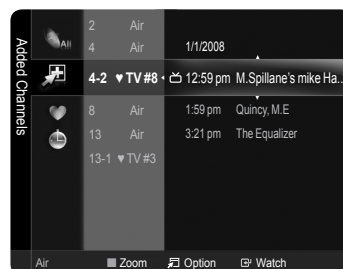 Added Channels
All
2 Air
4 Air 1/1/2008
4-2 ♥ TV #8 12:59 pm M.Spillane's mike Ha..
8 Air 1:59 pm Quincy, M.E
13 Air 3:21 pm The Equalizer
13-1 ♥ TV #3
Air Zoom Option Watch